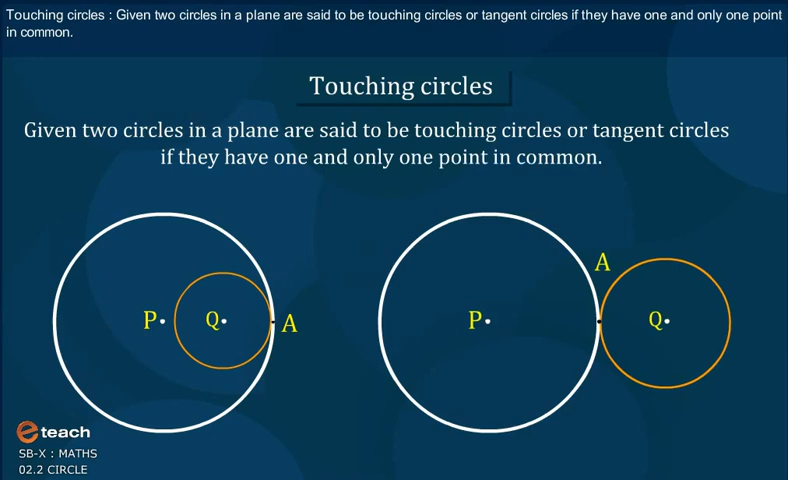 Touching circles : Given two circles in a plane are said to be touching circles or tangent circles if they have one and only one point
in common.
Touching circles
Given two circles in a plane are said to be touching circles or tangent circles
if they have one and only one point in common.
P
Q
A
P
A
Q
e teach
SB-X : MATHS
02.2 CIRCLE